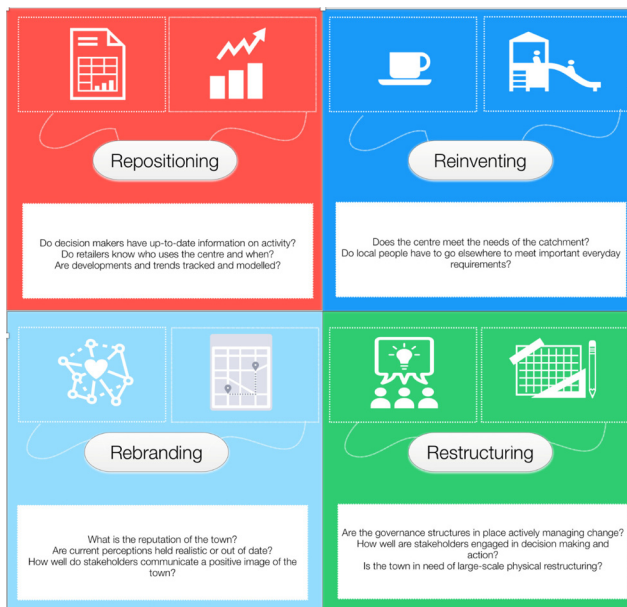 Repositioning
Do decision makers have up-to-date information on activity?
Do retailers know who uses the centre and when?
Are developments and trends tracked and modelled?
Reinventing
Does the centre meet the needs of the catchment?
Do local people have to go elsewhere to meet important everyday
requirements?
Rebranding
What is the reputation of the town?
Are current perceptions held realistic or out of date?
How well do stakeholders communicate a positive image of the
town?
Restructuring
Are the governance structures in place actively managing change?
How well are stakeholders engaged in decision making and
action?
Is the town in need of large-scale physical restructuring?